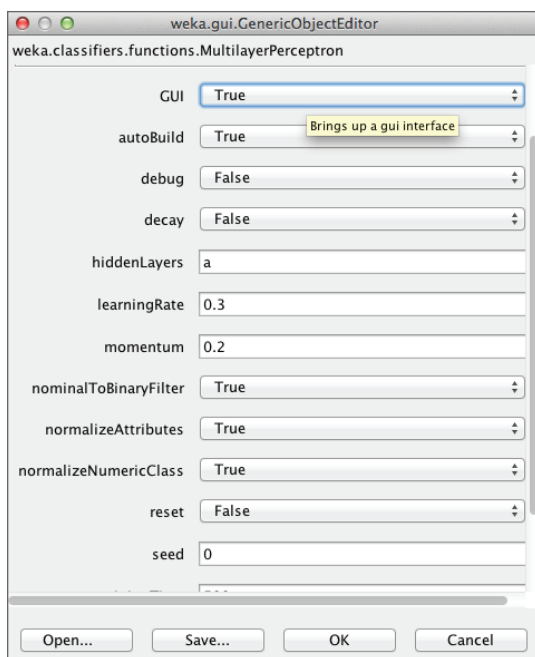 weka.gui.GenericObjectEditor
weka.classifiers.functions.MultilayerPerceptron
GUI True
Brings up a gui interface
autoBuild True
debug False
decay False
hiddenLayers a
learningRate 0.3
momentum 0.2
nominalToBinaryFilter True
normalizeAttributes True
normalizeNumericClass True
reset False
seed 0
Open... Save... OK Cancel